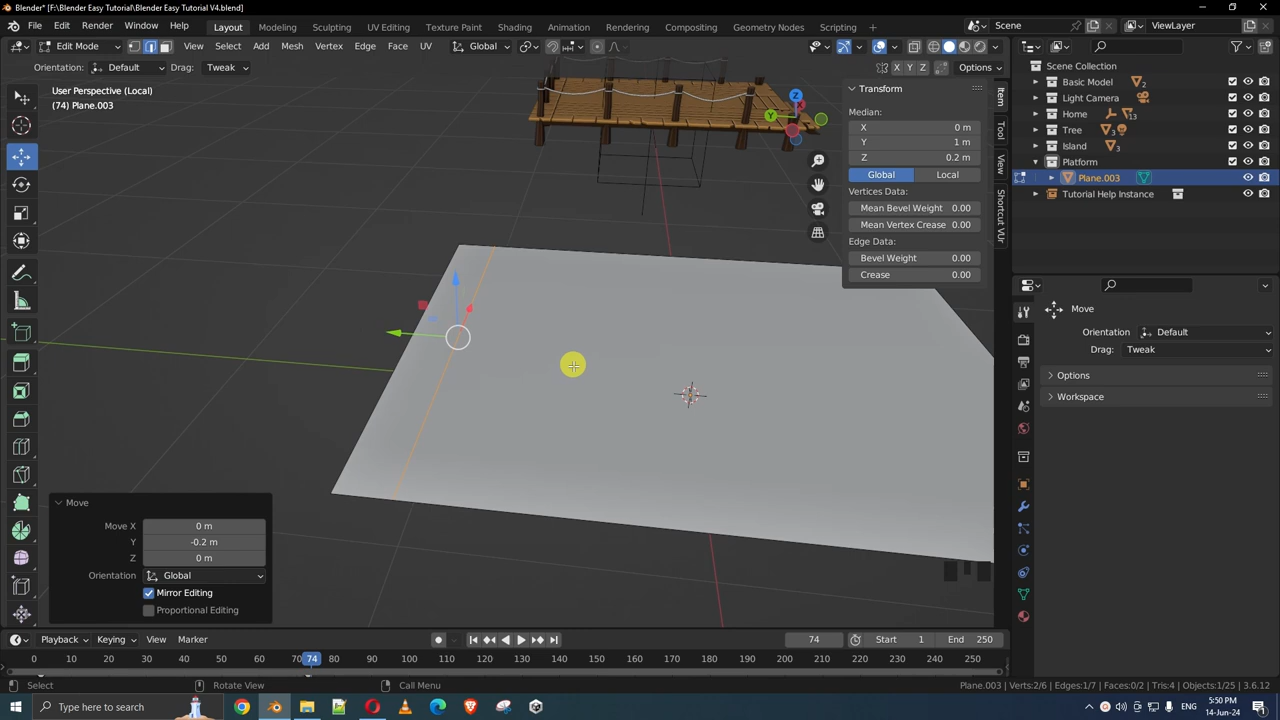 Blender* [F:\Blender Easy Tutorial\Blender Easy Tutorial V4.blend]
File Edit Render Window Help Layout Modeling Sculpting UV Editing Texture Paint Shading Animation Rendering Compositing Geometry Nodes Scripting Scene ViewLayer
Edit Mode View Select Add Mesh Vertex Edge Face UV Global
Orientation: Default Drag: Tweak X Y Z Options
User Perspective (Local)
(74) Plane.003
Z
Y
X
Transform
Median:
X 0 m
Y 1 m
Z 0.2 m
Global Local
Vertices Data:
Mean Bevel Weight 0.00
Mean Vertex Crease 0.00
Edge Data:
Bevel Weight 0.00
Crease 0.00
Item
Tool
View
Shortcut VUr
Scene Collection
Basic Model 2
Light Camera
Home 13
Tree 3
Island 3
Platform
Plane.003
Tutorial Help Instance
Move
Orientation Default
Drag: Tweak
Options
Workspace
Move
Move X 0 m
Y -0.2 m
Z 0 m
Orientation Global
Mirror Editing
Proportional Editing
Playback Keying View Marker 74 Start 1 End 250
0 10 20 30 40 50 60 70 74 80 90 100 110 120 130 140 150 160 170 180 190 200 210 220 230 240 250
Select Rotate View Call Menu Plane.003 | Verts:2/6 | Edges:1/7 | Faces:0/2 | Tris:4 | Objects:1/25 | 3.6.12
Type here to search
ENG
5:50 PM
14-Jun-24